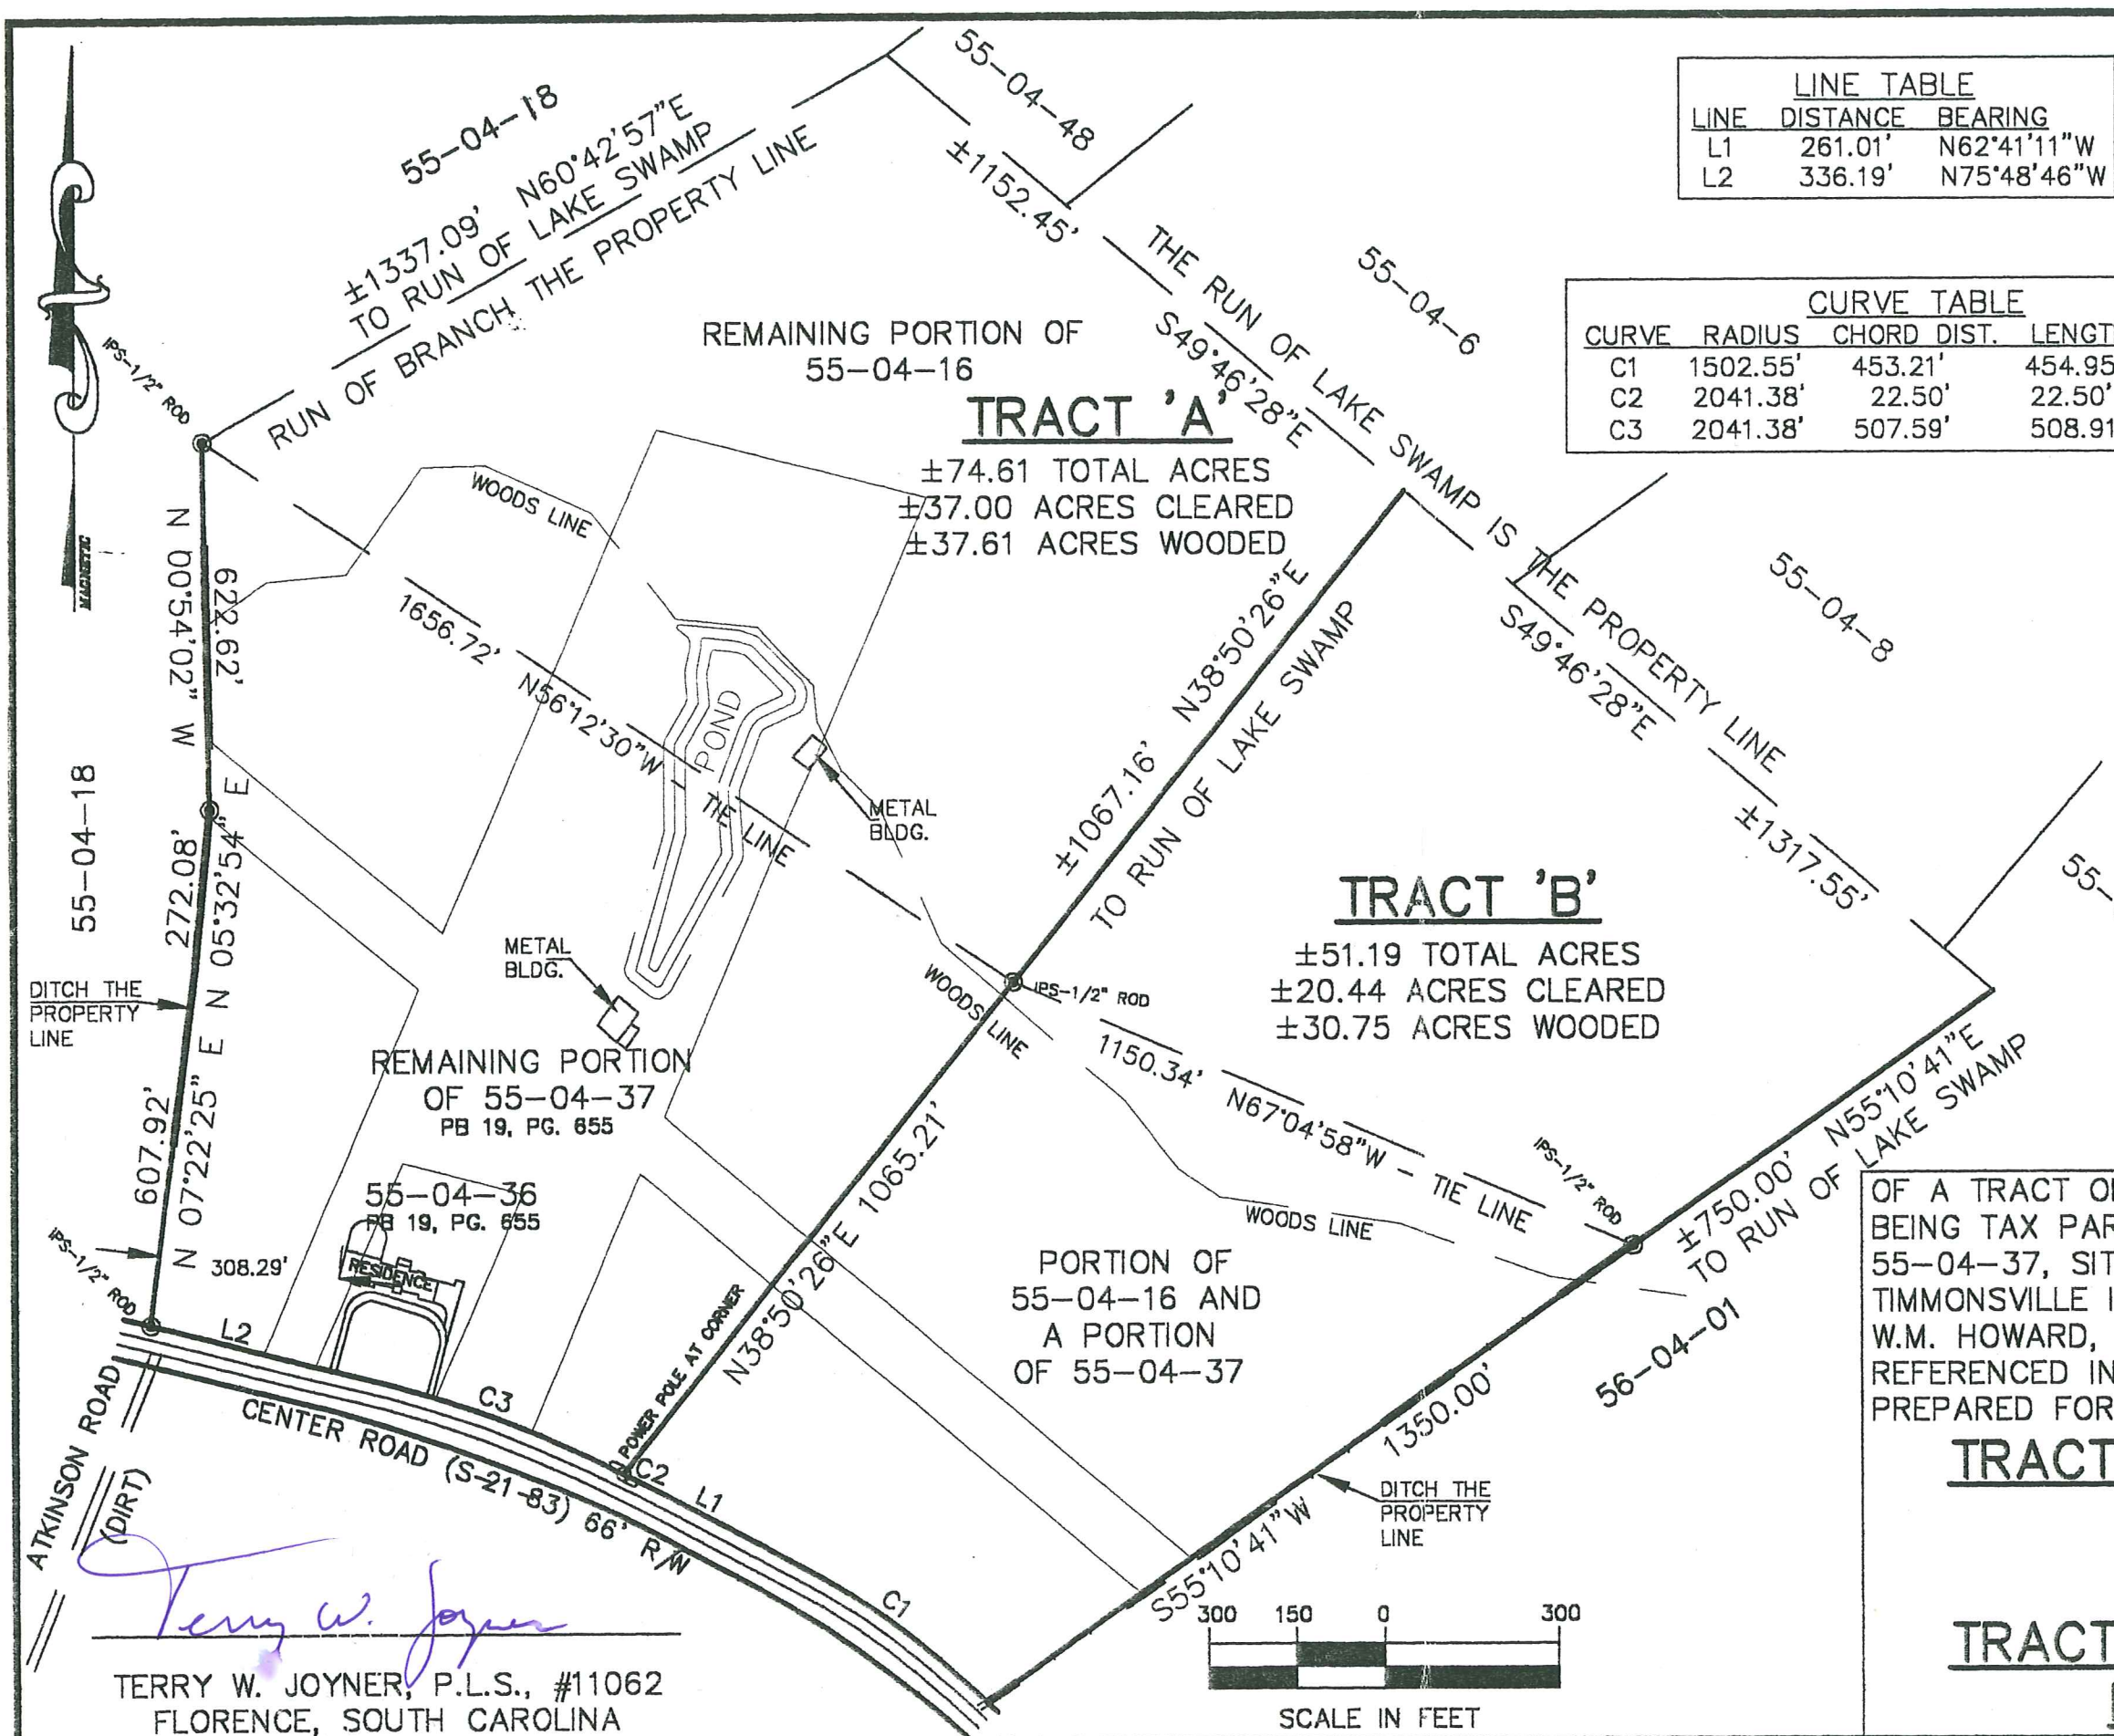 LINE TABLE
LINE DISTANCE BEARING
L1 261.01' N62°41'11"W
L2 336.19' N75°48'46"W
CURVE TABLE
CURVE RADIUS CHORD DIST. LENGT
C1 1502.55' 453.21' 454.95
C2 2041.38' 22.50' 22.50'
C3 2041.38' 507.59' 508.91
55-04-18
±1337.09' N60°42'57"E
TO RUN OF LAKE SWAMP
RUN OF BRANCH THE PROPERTY LINE
55-04-48
±1152.45'
THE RUN OF LAKE SWAMP IS THE PROPERTY LINE
S49°46'28"E
55-04-6
55-04-8
S49°46'28"E
±1317.55'
55-
MAGNETIC
IPS-1/2" ROD
REMAINING PORTION OF
55-04-16
TRACT 'A'
±74.61 TOTAL ACRES
±37.00 ACRES CLEARED
±37.61 ACRES WOODED
WOODS LINE
N 00°54'02" W
622.62'
1656.72' N56°12'30"W - TIE LINE
POND
METAL
BLDG.
METAL
BLDG.
N38°50'26"E
±1067.16'
TO RUN OF LAKE SWAMP
TRACT 'B'
±51.19 TOTAL ACRES
±20.44 ACRES CLEARED
±30.75 ACRES WOODED
55-04-18
272.08'
N 05°32'54" E
DITCH THE
PROPERTY
LINE
607.92'
N 07°22'25" E
IPS-1/2" ROD
308.29'
REMAINING PORTION
OF 55-04-37
PB 19, PG. 655
55-04-36
PB 19, PG. 655
RESIDENCE
WOODS LINE
IPS-1/2" ROD
1150.34' N67°04'58"W - TIE LINE
WOODS LINE
IPS-1/2" ROD
N55°10'41"E
±750.00'
TO RUN OF LAKE SWAMP
N38°50'26"E 1065.21'
POWER POLE AT CORNER
PORTION OF
55-04-16 AND
A PORTION
OF 55-04-37
56-04-01
1350.00'
S55°10'41"W
DITCH THE
PROPERTY
LINE
L2
C3
C2
L1
C1
CENTER ROAD (S-21-83) 66' R/W
ATKINSON ROAD
(DIRT)
OF A TRACT O
BEING TAX PAR
55-04-37, SIT
TIMMONSVILLE
W.M. HOWARD,
REFERENCED IN
PREPARED FOR
TRACT
TRACT
300 150 0 300
SCALE IN FEET
Terry W. Joyner
TERRY W. JOYNER, P.L.S., #11062
FLORENCE, SOUTH CAROLINA